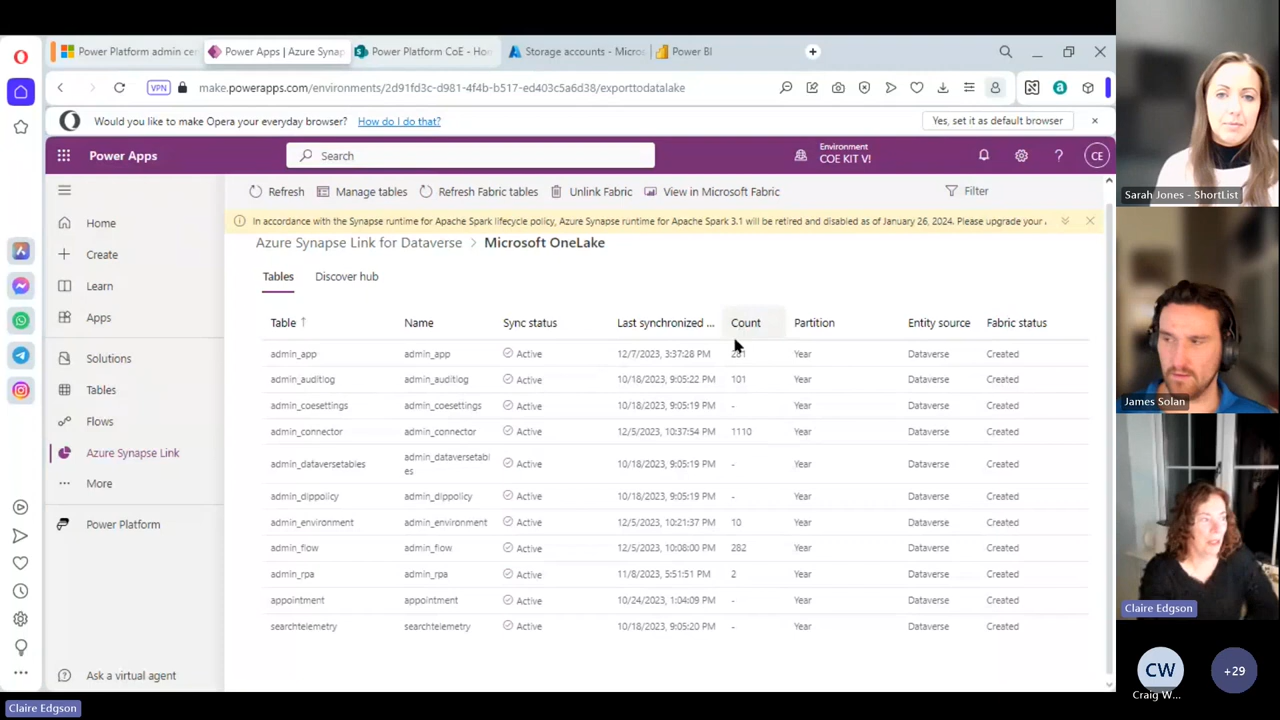 Power Platform admin cen
Power Apps | Azure Synap
Power Platform CoE - Hon
Storage accounts - Micros
Power BI
VPN
make.powerapps.com/environments/2d91fd3c-d981-4f4b-b517-ed403c5a6d38/exporttodatalake
Would you like to make Opera your everyday browser? How do I do that?
Yes, set it as default browser
Power Apps
Search
Environment
COE KIT V!
CE
Refresh
Manage tables
Refresh Fabric tables
Unlink Fabric
View in Microsoft Fabric
Filter
In accordance with the Synapse runtime for Apache Spark lifecycle policy, Azure Synapse runtime for Apache Spark 3.1 will be retired and disabled as of January 26, 2024. Please upgrade your
Azure Synapse Link for Dataverse > Microsoft OneLake
Tables
Discover hub
Home
Create
Learn
Apps
Solutions
Tables
Flows
Azure Synapse Link
More
Power Platform
Ask a virtual agent
Table Name Sync status Last synchronized ... Count Partition Entity source Fabric status
admin_app admin_app Active 12/7/2023, 3:37:28 PM 281 Year Dataverse Created
admin_auditlog admin_auditlog Active 10/18/2023, 9:05:22 PM 101 Year Dataverse Created
admin_coesettings admin_coesettings Active 10/18/2023, 9:05:19 PM - Year Dataverse Created
admin_connector admin_connector Active 12/5/2023, 10:37:54 PM 1110 Year Dataverse Created
admin_dataversetables admin_dataversetabl
es Active 10/18/2023, 9:05:19 PM - Year Dataverse Created
admin_dlppolicy admin_dlppolicy Active 10/18/2023, 9:05:19 PM - Year Dataverse Created
admin_environment admin_environment Active 12/5/2023, 10:21:37 PM 10 Year Dataverse Created
admin_flow admin_flow Active 12/5/2023, 10:08:00 PM 282 Year Dataverse Created
admin_rpa admin_rpa Active 11/8/2023, 5:51:51 PM 2 Year Dataverse Created
appointment appointment Active 10/24/2023, 1:04:09 PM - Year Dataverse Created
searchtelemetry searchtelemetry Active 10/18/2023, 9:05:20 PM - Year Dataverse Created
Sarah Jones - ShortList
James Solan
Claire Edgson
CW
Craig W...
+29
Claire Edgson